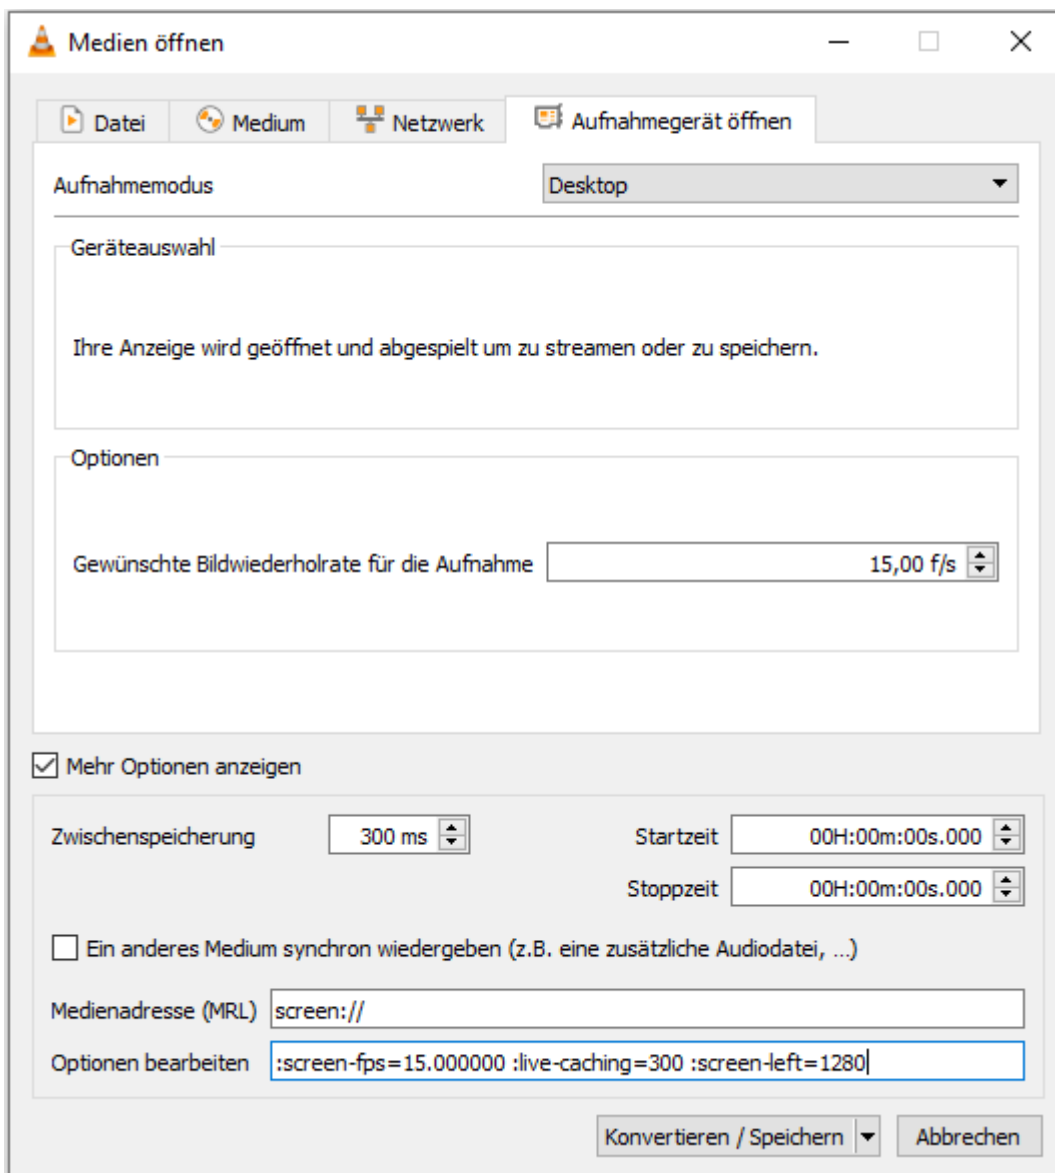 Medien öffnen
Datei
Medium
Netzwerk
Aufnahmegerät öffnen
Aufnahmemodus
Desktop
Geräteauswahl
Ihre Anzeige wird geöffnet und abgespielt um zu streamen oder zu speichern.
Optionen
Gewünschte Bildwiederholrate für die Aufnahme
15,00 f/s
Mehr Optionen anzeigen
Zwischenspeicherung
300 ms
Startzeit
00H:00m:00s.000
Stoppzeit
00H:00m:00s.000
Ein anderes Medium synchron wiedergeben (z.B. eine zusätzliche Audiodatei, ...)
Medienadresse (MRL)
screen://
Optionen bearbeiten
:screen-fps=15.000000 :live-caching=300 :screen-left=1280
Konvertieren / Speichern
Abbrechen